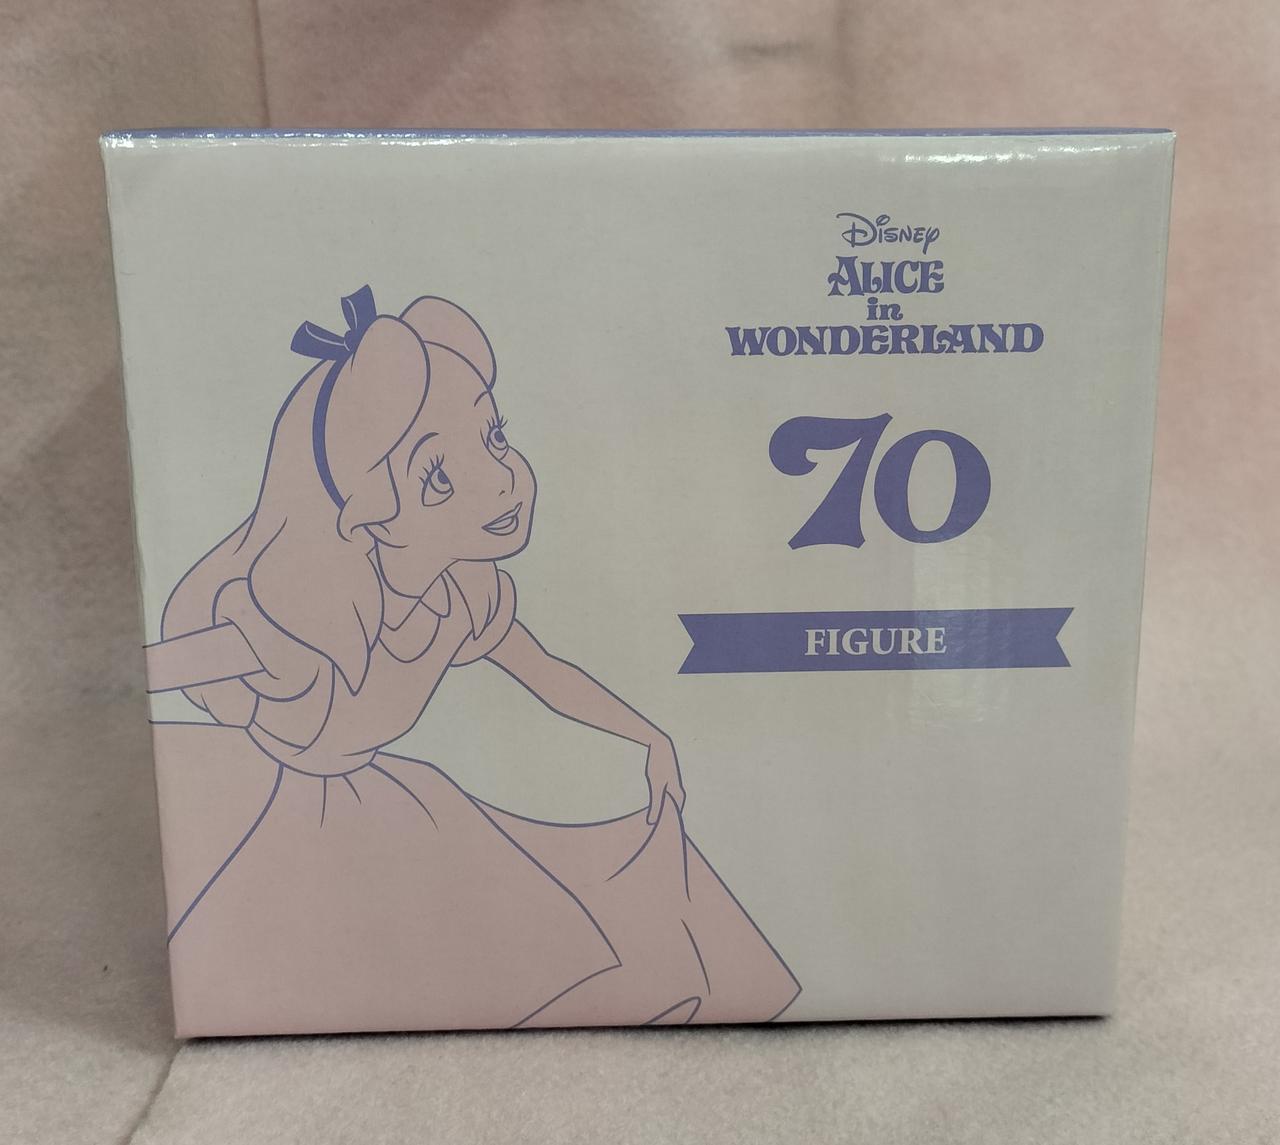 Disney
ALICE
in
WONDERLAND
70
FIGURE